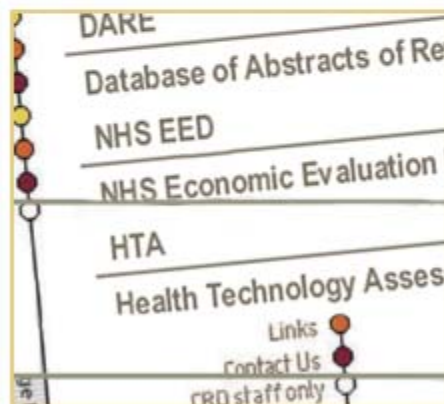 DARE
Database of Abstracts of Re
NHS EED
NHS Economic Evaluation
HTA
Health Technology Asses
Links
Contact Us
CRD staff only
ge